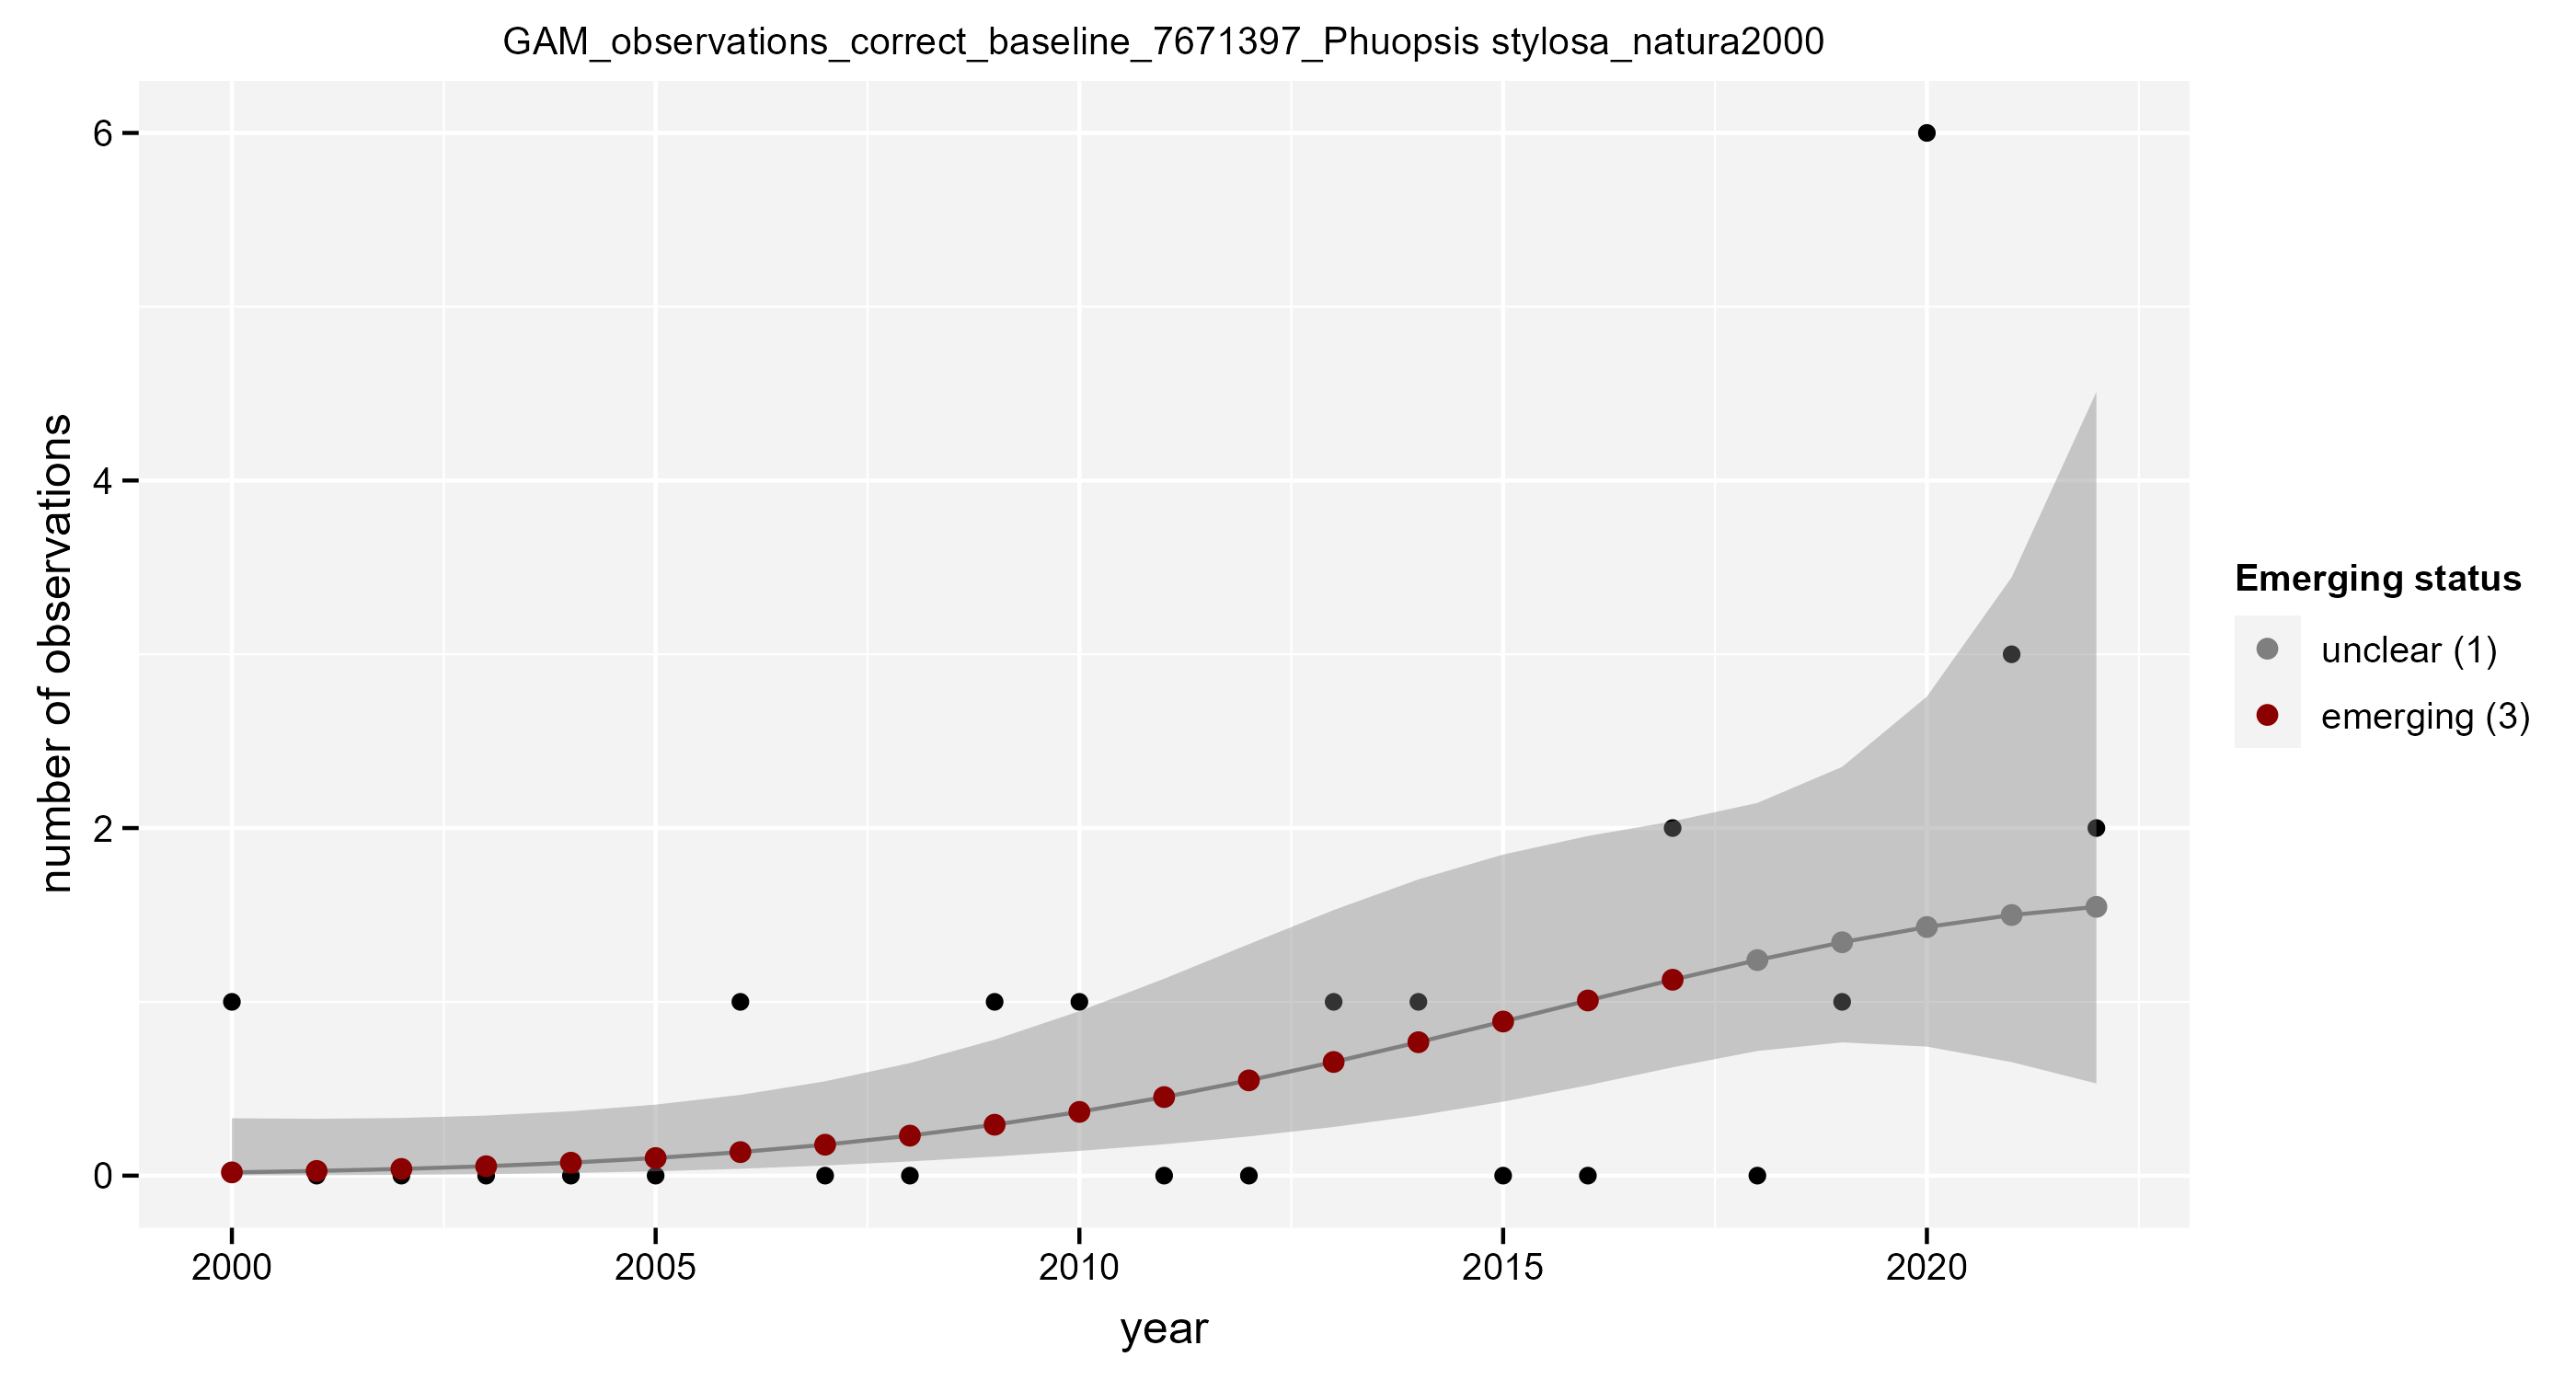 GAM_observations_correct_baseline_7671397_Phuopsis stylosa_natura2000
number of observations
6
4
2
0
2000 2005 2010 2015 2020
year
Emerging status
unclear (1)
emerging (3)